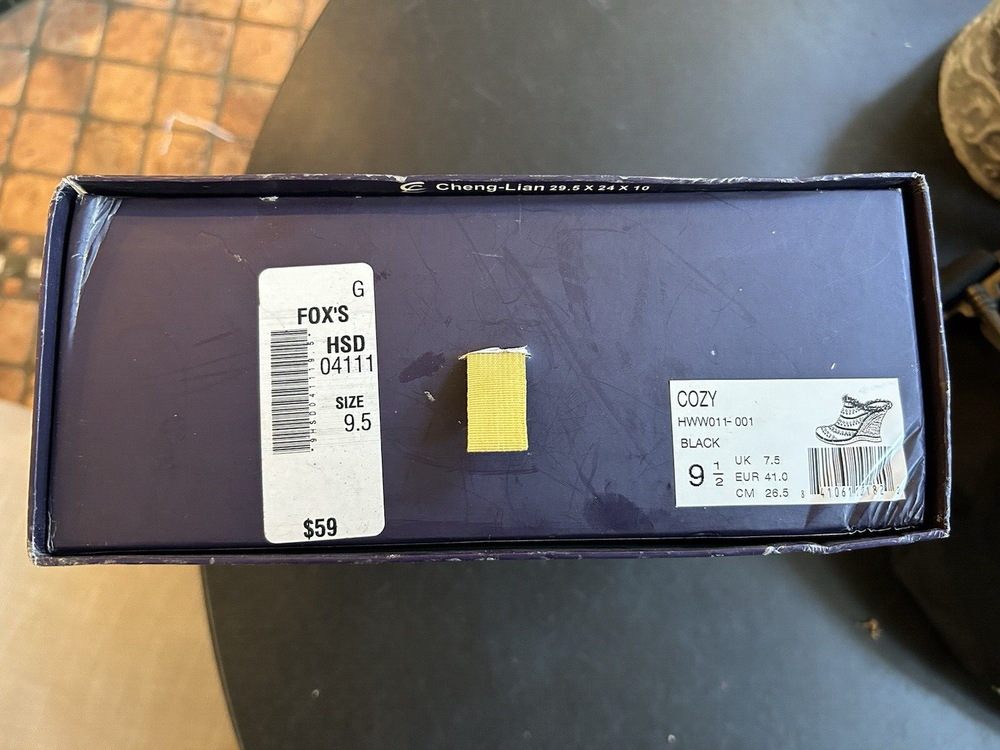 Cheng-Lian 29.5 X 24 X 10
G
FOX'S
HSD
04111
SIZE
9.5
$59
COZY
HWW011-001
BLACK
9 1/2
UK 7.5
EUR 41.0
CM 26.5